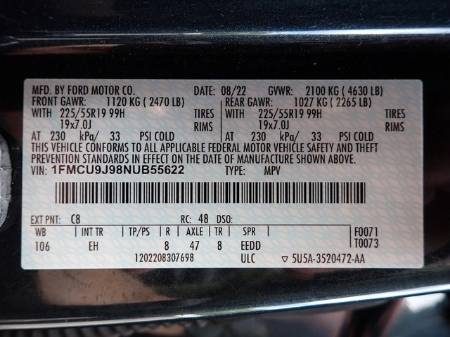 MFD. BY FORD MOTOR CO. 08/22 GVWR: 2100 KG (4630 LB)
FRONT GAWR: 1120 KG (2470 LB) REAR GAWR: 1027 KG (2265 LB)
WITH 225/55R19 99H TIRES WITH 225/55R19 99H TIRES
19x7.0J RIMS 19x7.0J RIMS
AT 230 kPa/ 33 PSI COLD AT 230 kPa/ 33 PSI COLD
THIS VEHICLE CONFORMS TO ALL APPLICABLE FEDERAL MOTOR VEHICLE SAFETY AND THEFT
PREVENTION STANDARDS IN EFFECT ON THE DATE OF MANUFACTURE SHOWN ABOVE.
VIN: 1FMCU9J98NUB55622 TYPE: MPV
EXT PNT: C8 RC: 48 DSO: F0071
WB INT TR TP/PS R AXLE TR SPR T0073
106 EH 8 47 8 EEDD
1202208307698 ULC 5U5A-3520472-AA